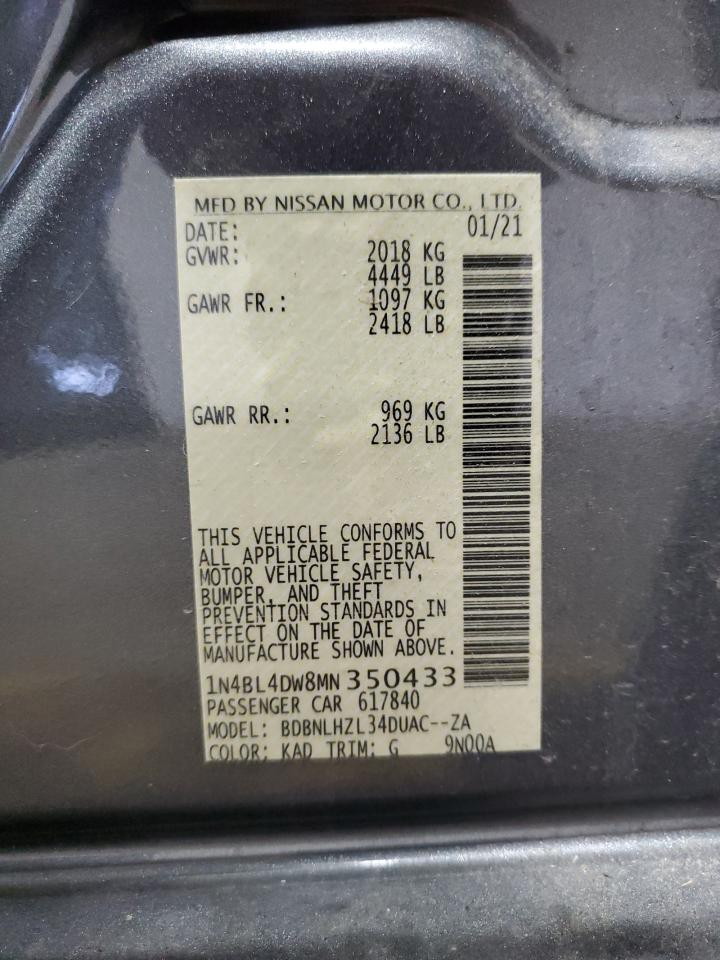 MFD BY NISSAN MOTOR CO., LTD.
DATE: 01/21
GVWR: 2018 KG
4449 LB
GAWR FR.: 1097 KG
2418 LB
GAWR RR.: 969 KG
2136 LB
THIS VEHICLE CONFORMS TO
ALL APPLICABLE FEDERAL
MOTOR VEHICLE SAFETY,
BUMPER, AND THEFT
PREVENTION STANDARDS IN
EFFECT ON THE DATE OF
MANUFACTURE SHOWN ABOVE.
1N4BL4DW8MN350433
PASSENGER CAR 617840
MODEL: BDBNLHZL34DUAC--ZA
COLOR: KAD TRIM: G 9N00A